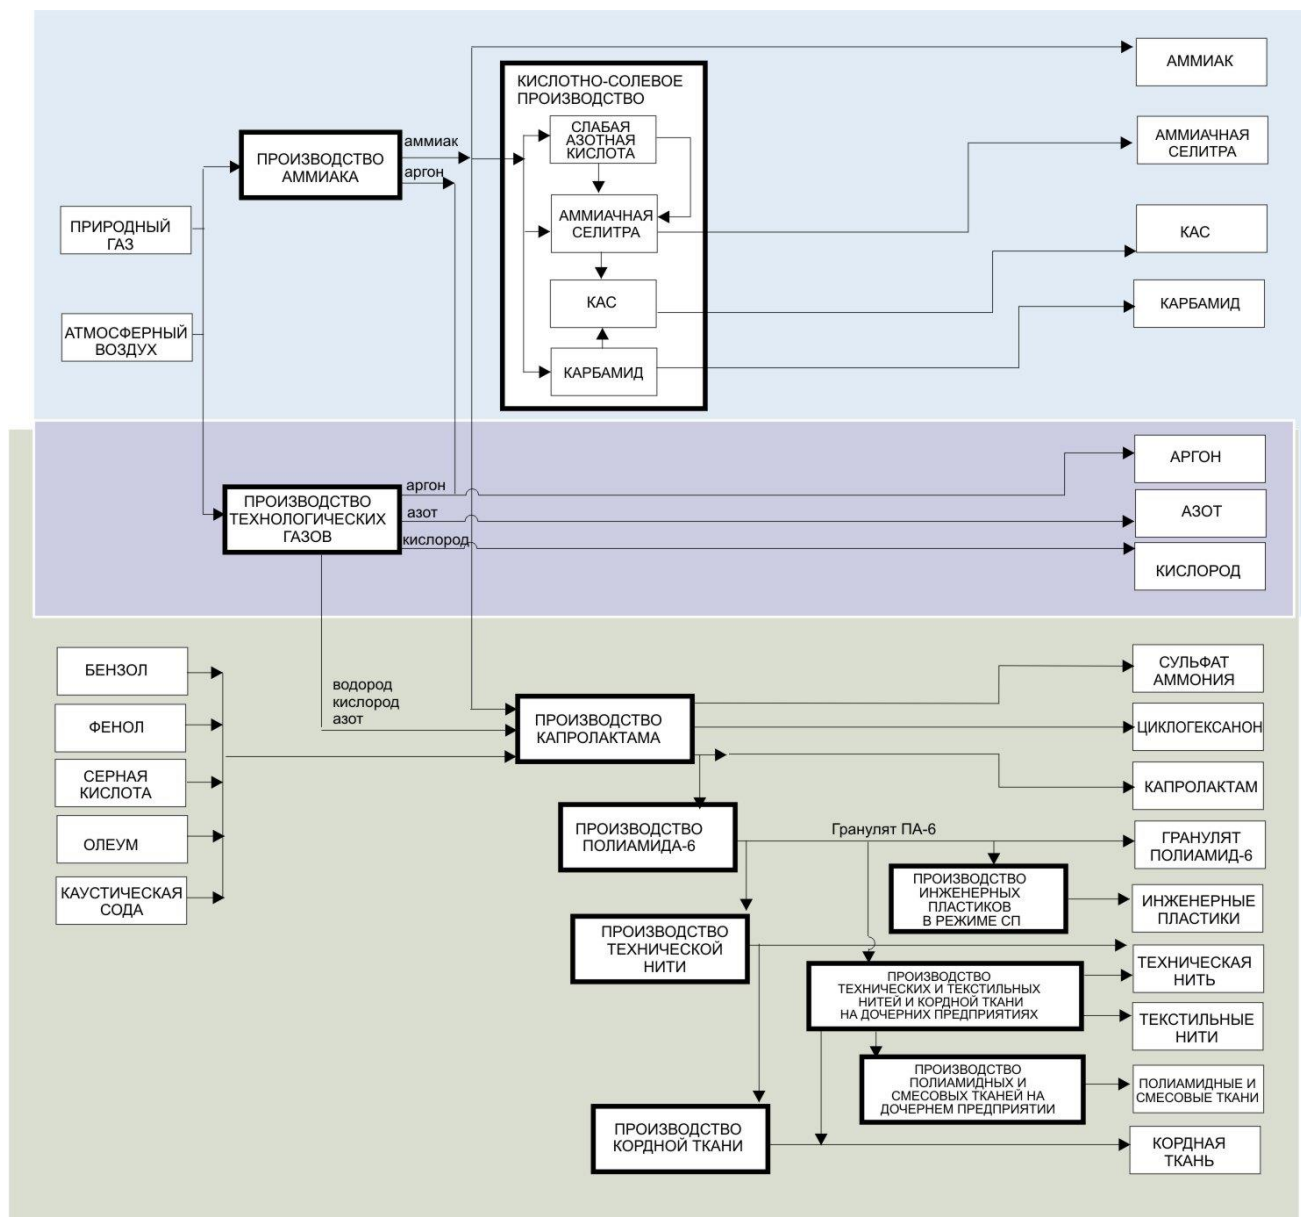 АММИАК
КИСЛОТНО-СОЛЕВОЕ
ПРОИЗВОДСТВО
СЛАБАЯ
АЗОТНАЯ
КИСЛОТА
АММИАЧНАЯ
СЕЛИТРА
аммиак
ПРОИЗВОДСТВО
АММИАКА
аргон
АММИАЧНАЯ
СЕЛИТРА
ПРИРОДНЫЙ
ГАЗ
КАС
КАС
КАРБАМИД
АТМОСФЕРНЫЙ
ВОЗДУХ
КАРБАМИД
АРГОН
аргон
ПРОИЗВОДСТВО
ТЕХНОЛОГИЧЕСКИХ
ГАЗОВ
азот
АЗОТ
кислород
КИСЛОРОД
БЕНЗОЛ
СУЛЬФАТ
АММОНИЯ
водород
кислород
азот
ФЕНОЛ
ПРОИЗВОДСТВО
КАПРОЛАКТАМА
ЦИКЛОГЕКСАНОН
СЕРНАЯ
КИСЛОТА
КАПРОЛАКТАМ
ОЛЕУМ
ПРОИЗВОДСТВО
ПОЛИАМИДА-6
Гранулят ПА-6
ГРАНУЛЯТ
ПОЛИАМИД-6
КАУСТИЧЕСКАЯ
СОДА
ПРОИЗВОДСТВО
ИНЖЕНЕРНЫХ
ПЛАСТИКОВ
В РЕЖИМЕ СП
ИНЖЕНЕРНЫЕ
ПЛАСТИКИ
ПРОИЗВОДСТВО
ТЕХНИЧЕСКОЙ
НИТИ
ТЕХНИЧЕСКАЯ
НИТЬ
ПРОИЗВОДСТВО
ТЕХНИЧЕСКИХ И ТЕКСТИЛЬНЫХ
НИТЕЙ И КОРДНОЙ ТКАНИ
НА ДОЧЕРНИХ ПРЕДПРИЯТИЯХ
ТЕКСТИЛЬНЫЕ
НИТИ
ПРОИЗВОДСТВО
ПОЛИАМИДНЫХ И
СМЕСОВЫХ ТКАНЕЙ НА
ДОЧЕРНЕМ ПРЕДПРИЯТИИ
ПОЛИАМИДНЫЕ И
СМЕСОВЫЕ ТКАНИ
ПРОИЗВОДСТВО
КОРДНОЙ ТКАНИ
КОРДНАЯ
ТКАНЬ